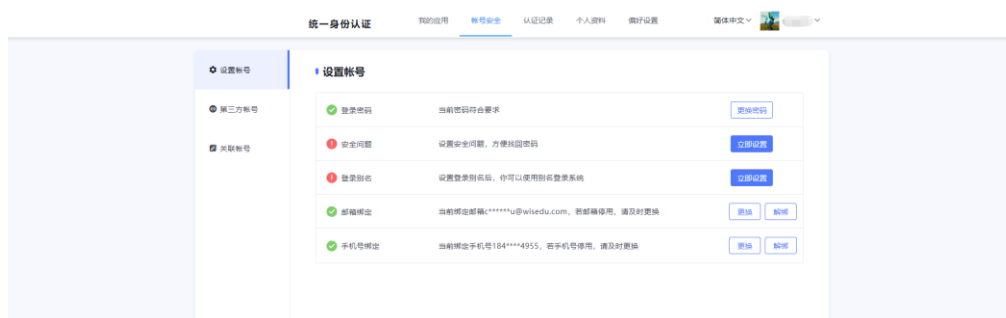 统一身份认证 我的应用 帐号安全 认证记录 个人资料 偏好设置 简体中文
设置帐号
第三方帐号
关联帐号
设置帐号
登录密码 当前密码符合要求 更换密码
安全问题 设置安全问题，方便找回密码 立即设置
登录别名 设置登录别名后，你可以使用别名登录系统 立即设置
邮箱绑定 当前绑定邮箱c******u@wisedu.com，若邮箱停用，请及时更换 更换 解绑
手机号绑定 当前绑定手机号184****4955，若手机号停用，请及时更换 更换 解绑